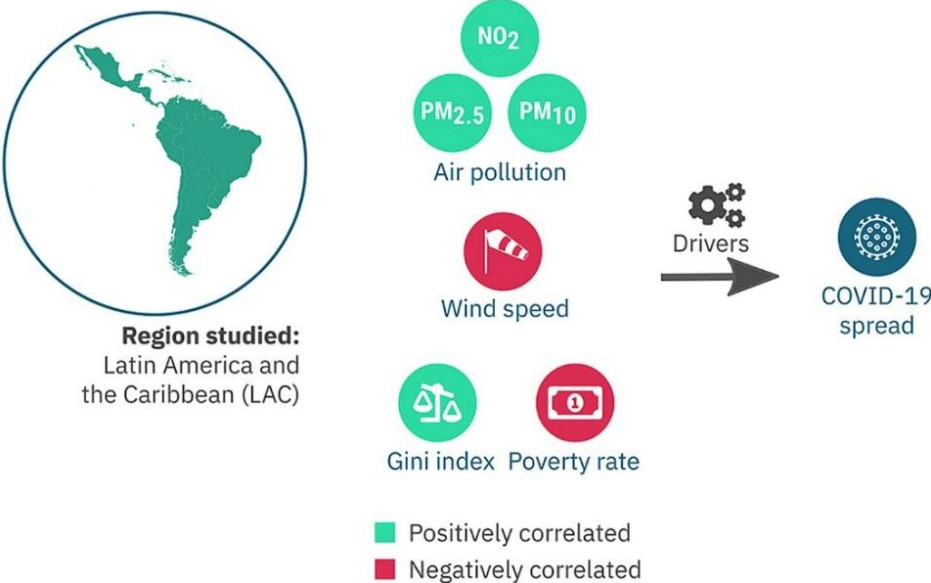 NO₂
PM₂.₅ PM₁₀
Air pollution
Wind speed
Gini index Poverty rate
1
Drivers
COVID-19
spread
Region studied:
Latin America and
the Caribbean (LAC)
Positively correlated
Negatively correlated